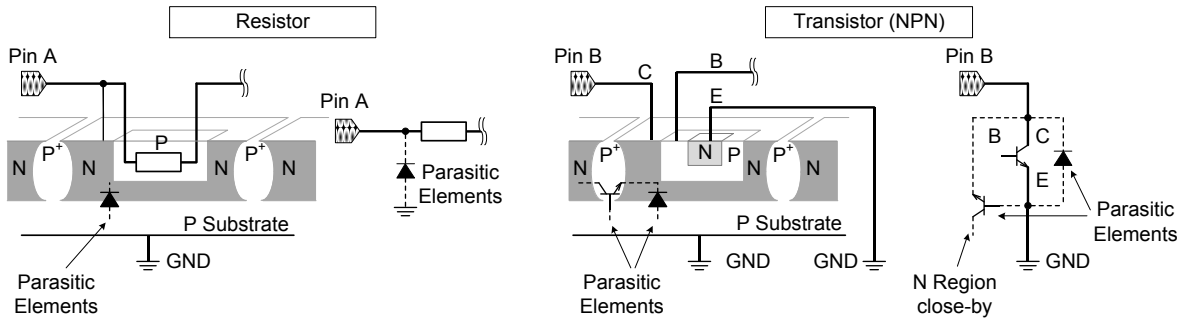 Resistor
Pin A
P
N
P+
N
N
P+
N
P Substrate
GND
Parasitic
Elements
Pin A
Parasitic
Elements
Transistor (NPN)
Pin B
C
B
E
N
P+
N
N
P
P+
N
P Substrate
GND
GND
Parasitic
Elements
Pin B
B
C
E
Parasitic
Elements
N Region
close-by